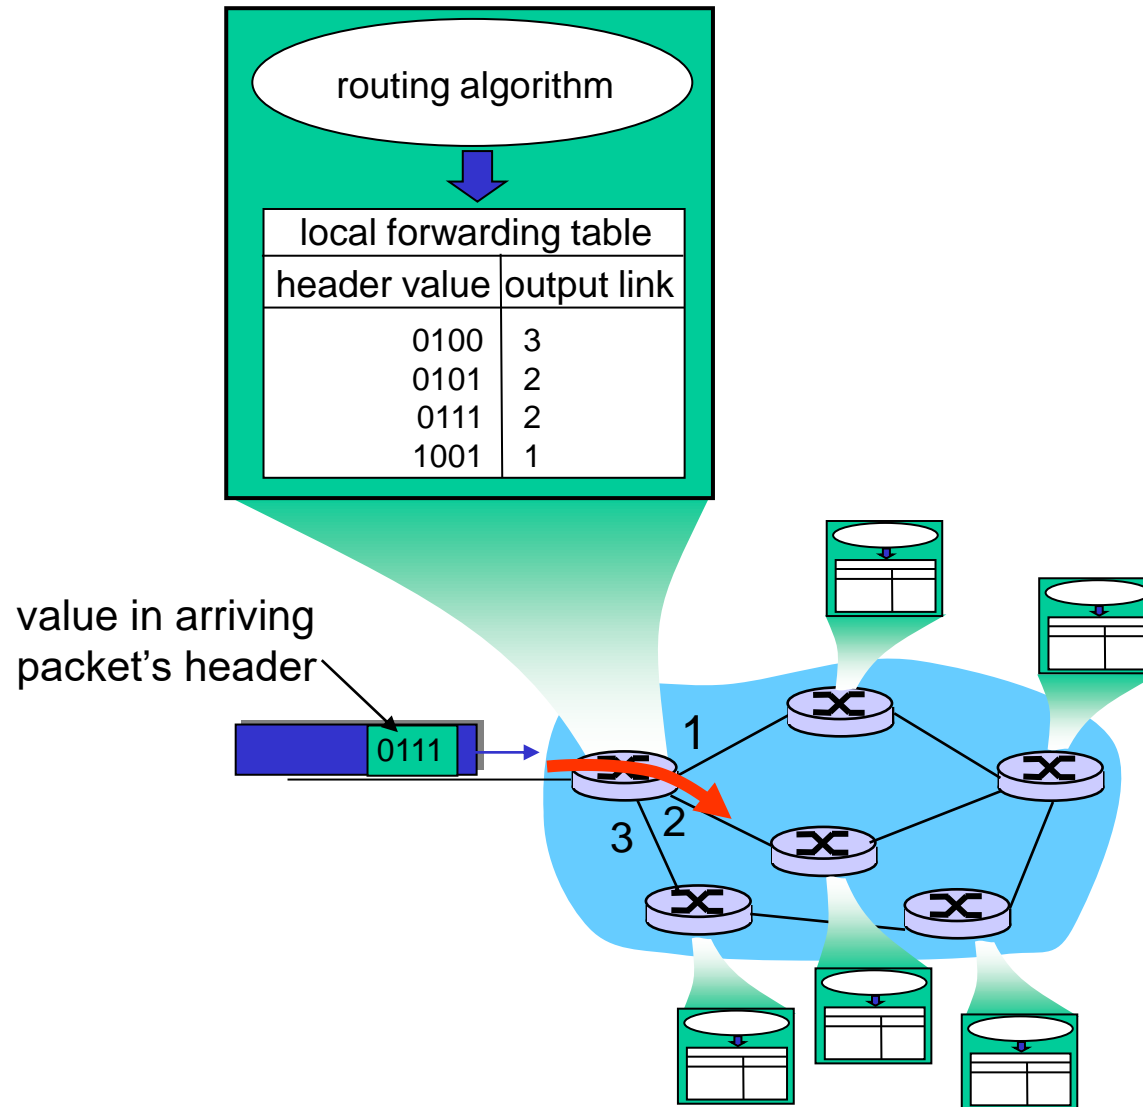 routing algorithm
local forwarding table
header value output link
0100 3
0101 2
0111 2
1001 1
value in arriving
packet's header
0111
1
2
3